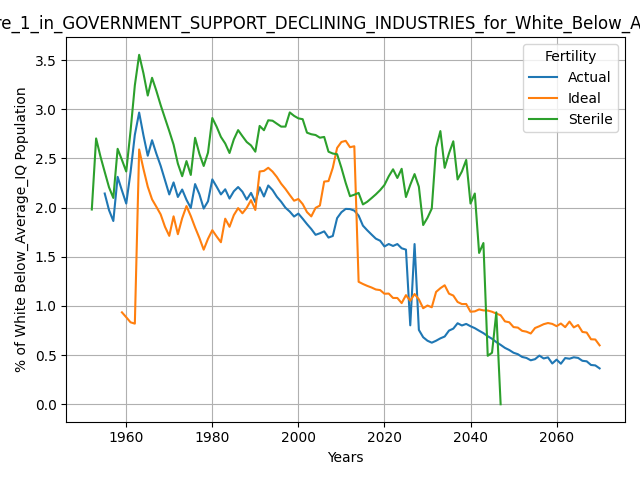 re_1_in_GOVERNMENT_SUPPORT_DECLINING_INDUSTRIES_for_White_Below_A
Fertility
Actual
Ideal
Sterile
% of White Below_Average_IQ Population
3.5
3.0
2.5
2.0
1.5
1.0
0.5
0.0
1960
1980
2000
2020
2040
2060
Years